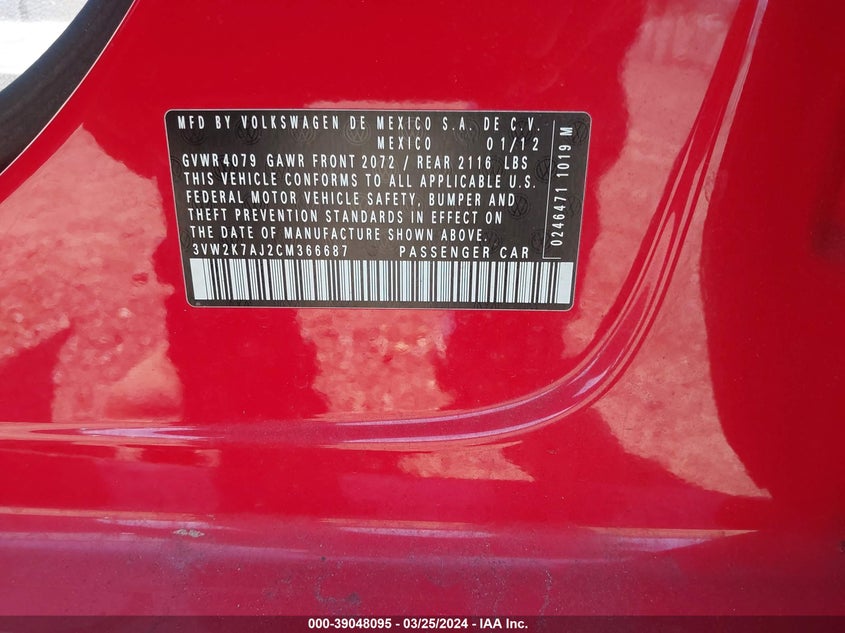 MFD BY VOLKSWAGEN DE MEXICO S.A. DE C.V.
MEXICO 01/12
GVWR4079 GAWR FRONT 2072 / REAR 2116 LBS
THIS VEHICLE CONFORMS TO ALL APPLICABLE U.S.
FEDERAL MOTOR VEHICLE SAFETY, BUMPER AND
THEFT PREVENTION STANDARDS IN EFFECT ON
THE DATE OF MANUFACTURE SHOWN ABOVE.
3VW2K7AJ2CM366687 PASSENGER CAR
0246471 1019 M
000-39048095 - 03/25/2024 - IAA Inc.